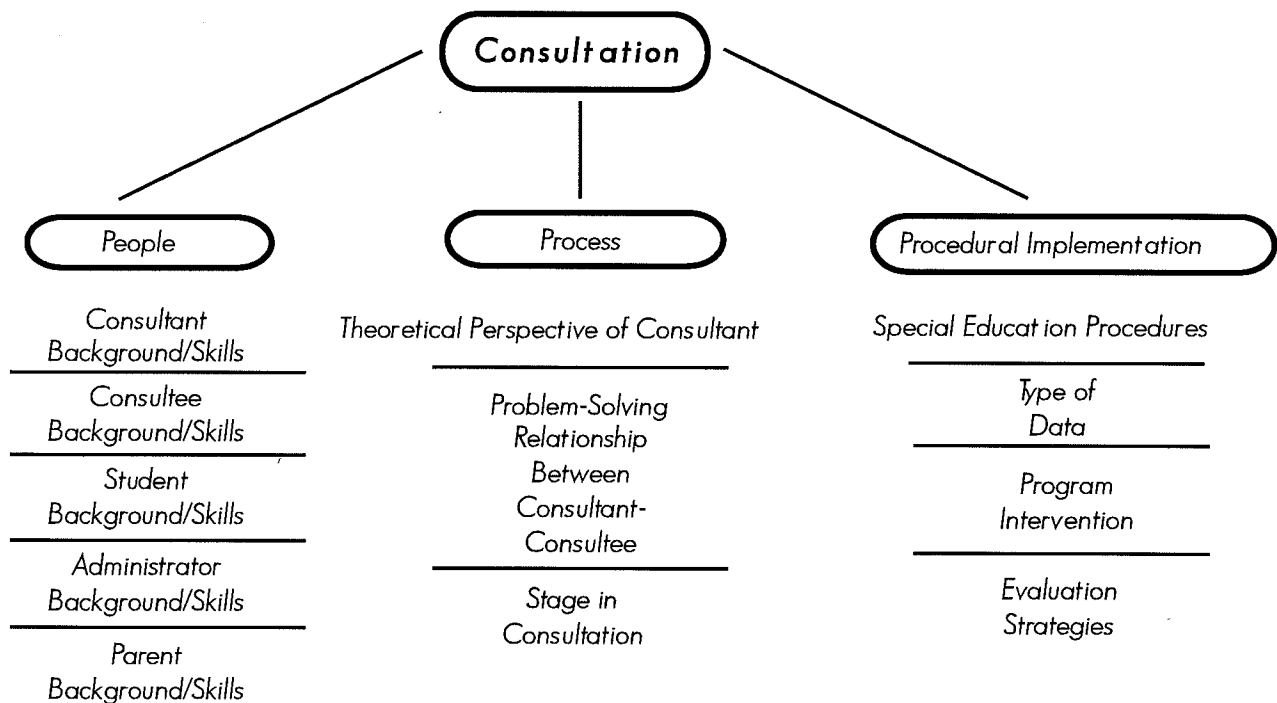 Consultation
People
Consultant
Background/Skills
Consultee
Background/Skills
Student
Background/Skills
Administrator
Background/Skills
Parent
Background/Skills
Process
Theoretical Perspective of Consultant
Problem-Solving
Relationship
Between
Consultant-
Consultee
Stage in
Consultation
Procedural Implementation
Special Education Procedures
Type of
Data
Program
Intervention
Evaluation
Strategies